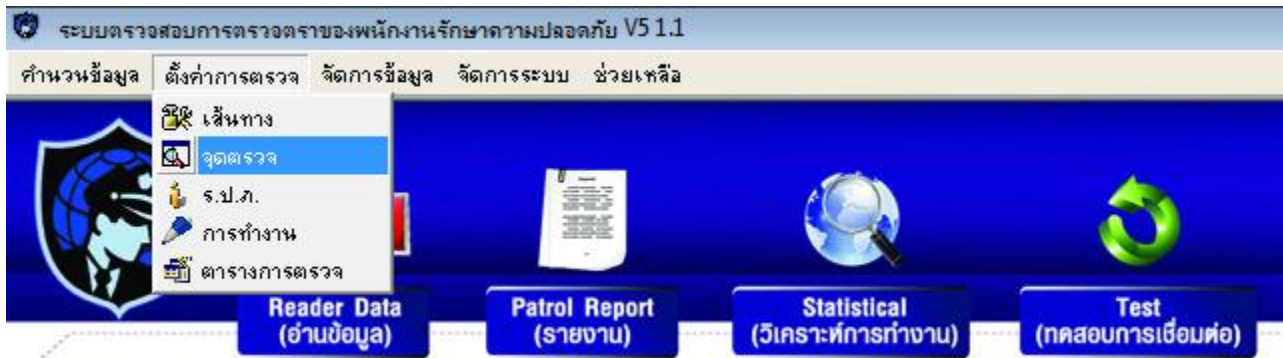 ระบบตรวจสอบการตรวจตราของพนักงานรักษาความปลอดภัย V5 1.1
คำนวนข้อมูล ตั้งค่าการตรวจ จัดการข้อมูล จัดการระบบ ช่วยเหลือ
เส้นทาง
จุดตรวจ
ร.ป.ภ.
การทำงาน
ตารางการตรวจ
Reader Data
(อ่านข้อมูล)
Patrol Report
(รายงาน)
Statistical
(วิเคราะห์การทำงาน)
Test
(ทดสอบการเชื่อมต่อ)